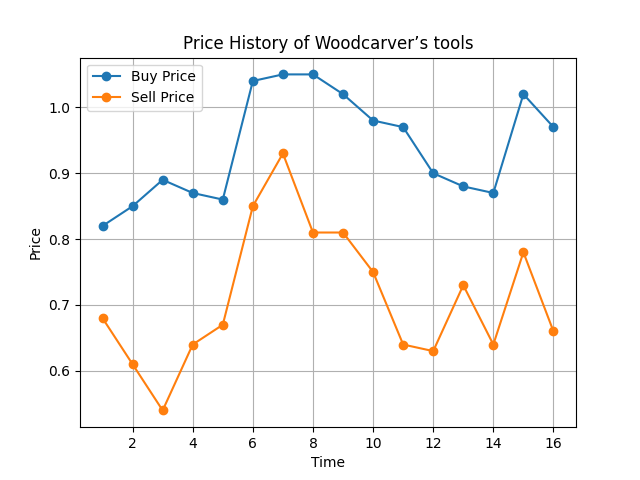 Price History of Woodcarver’s tools
Buy Price
Sell Price
Price
1.0
0.9
0.8
0.7
0.6
2 4 6 8 10 12 14 16
Time